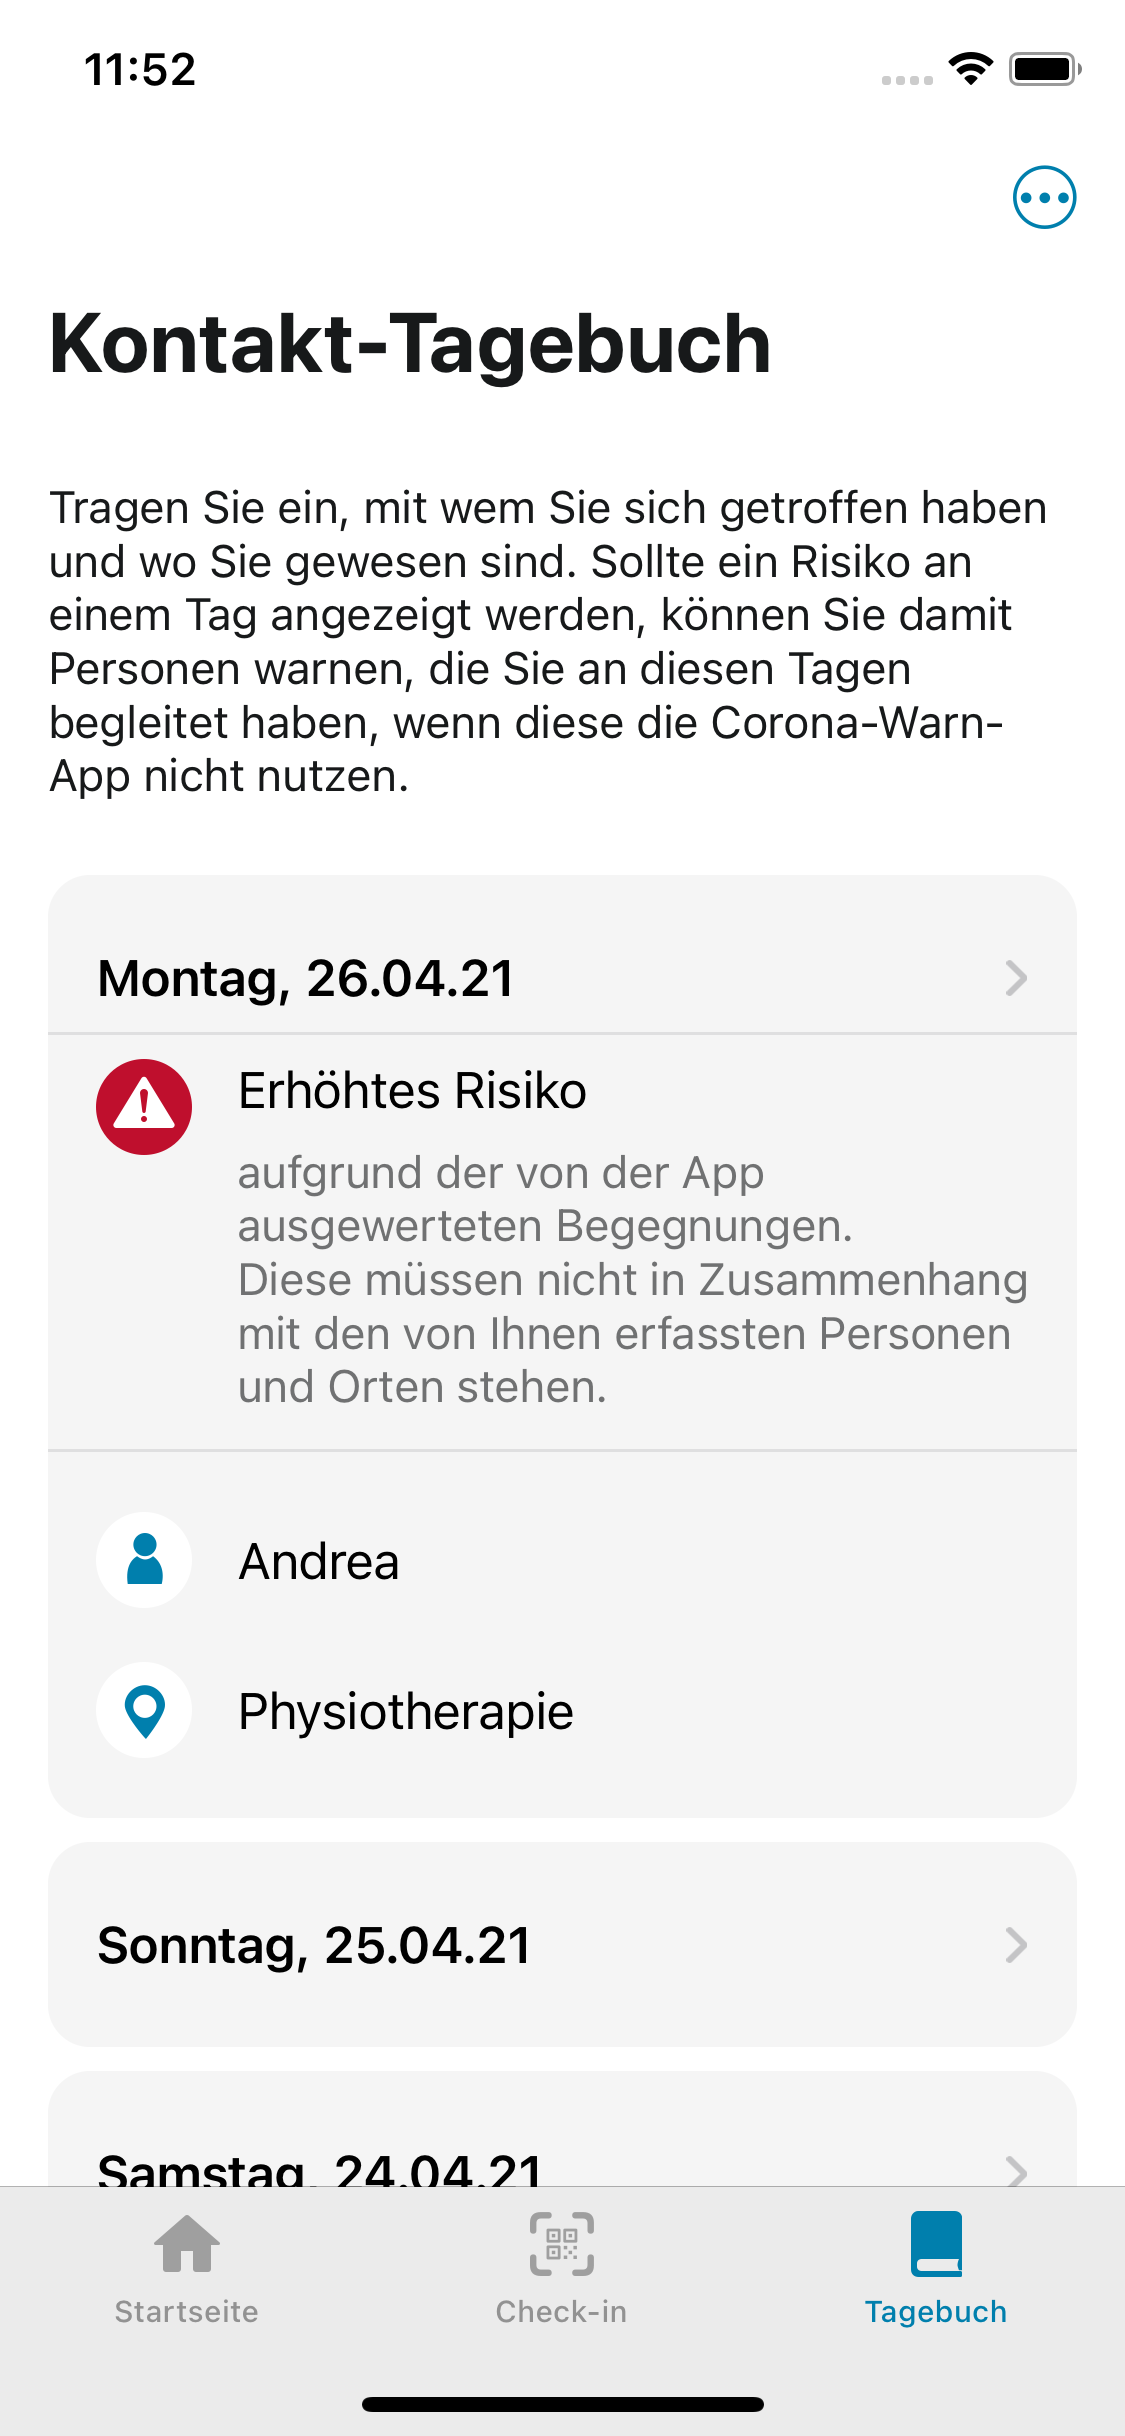 11:52
Kontakt-Tagebuch
Tragen Sie ein, mit wem Sie sich getroffen haben
und wo Sie gewesen sind. Sollte ein Risiko an
einem Tag angezeigt werden, können Sie damit
Personen warnen, die Sie an diesen Tagen
begleitet haben, wenn diese die Corona-Warn-
App nicht nutzen.
Montag, 26.04.21
Erhöhtes Risiko
aufgrund der von der App
ausgewerteten Begegnungen.
Diese müssen nicht in Zusammenhang
mit den von Ihnen erfassten Personen
und Orten stehen.
Andrea
Physiotherapie
Sonntag, 25.04.21
Samstag, 24.04.21
Startseite
Check-in
Tagebuch